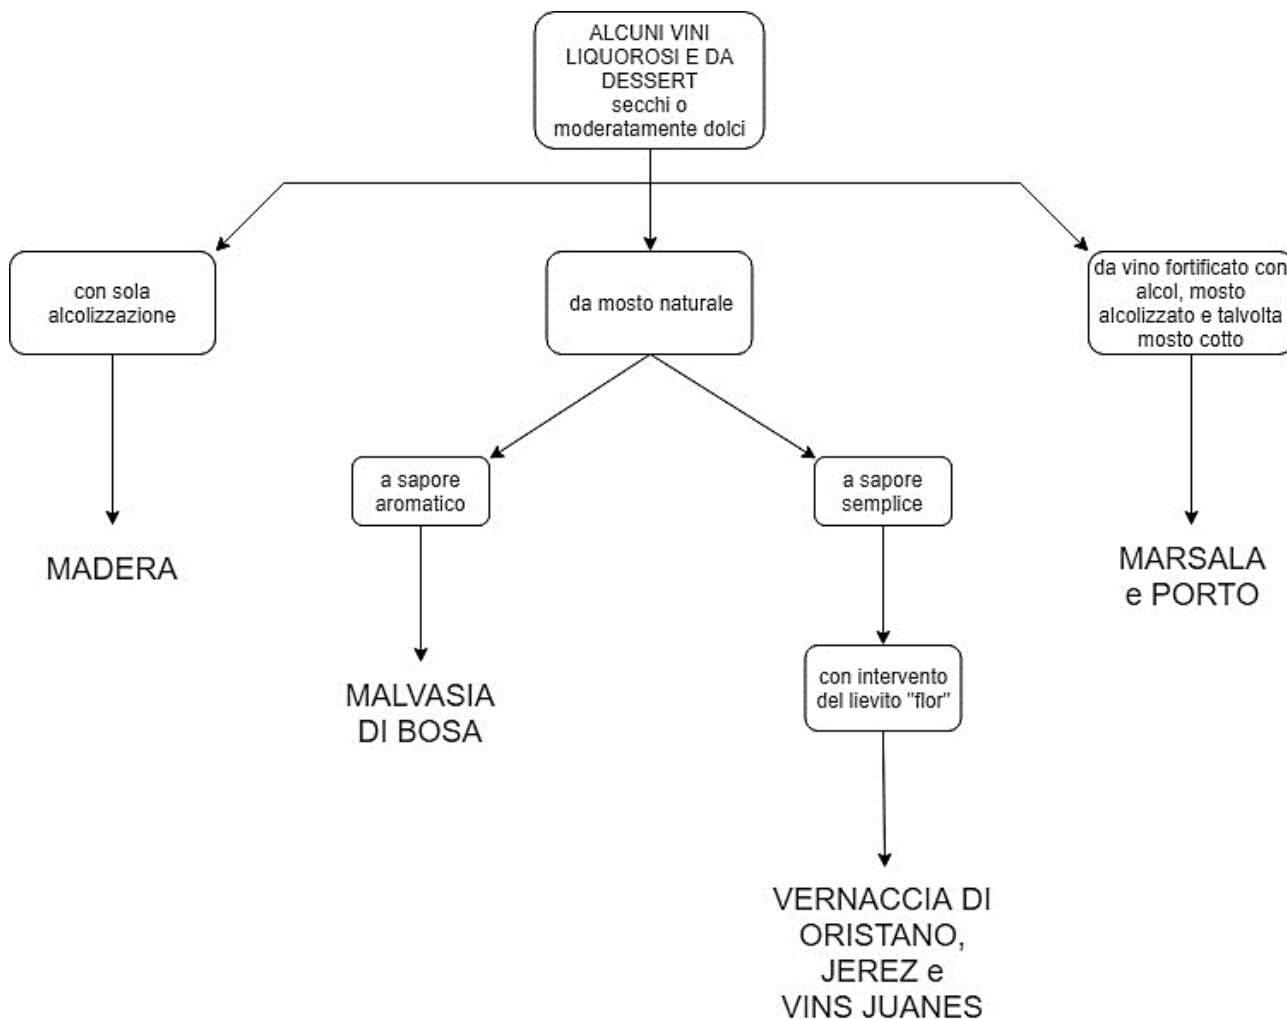 ALCUNI VINI
LIQUOROSI E DA
DESSERT
secchi o
moderatamente dolci
con sola
alcolizzazione
da mosto naturale
da vino fortificato con
alcol, mosto
alcolizzato e talvolta
mosto cotto
a sapore
aromatico
a sapore
semplice
MADERA
MARSALA
e PORTO
con intervento
del lievito "flor"
MALVASIA
DI BOSA
VERNACCIA DI
ORISTANO,
JEREZ e
VINS JUANES